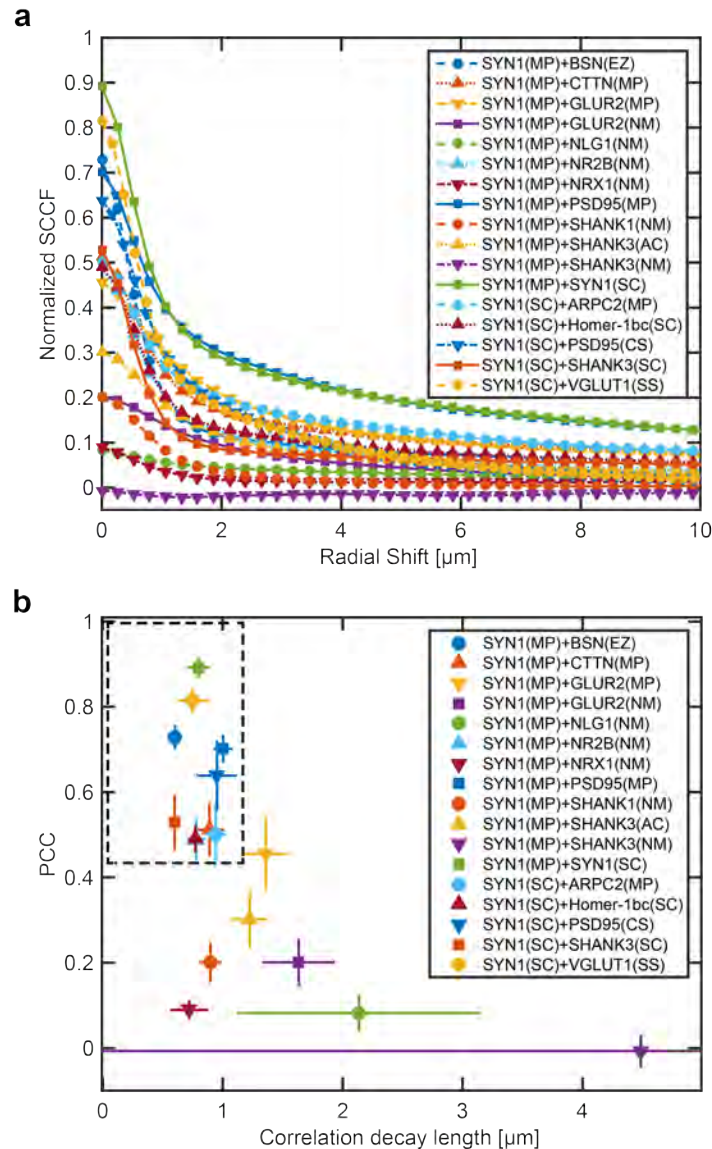 a
1
0.9
0.8
0.7
0.6
0.5
0.4
0.3
0.2
0.1
0
Normalized SCCF
SYN1(MP)+BSN(EZ)
SYN1(MP)+CTTN(MP)
SYN1(MP)+GLUR2(MP)
SYN1(MP)+GLUR2(NM)
SYN1(MP)+NLG1(NM)
SYN1(MP)+NR2B(NM)
SYN1(MP)+NRX1(NM)
SYN1(MP)+PSD95(MP)
SYN1(MP)+SHANK1(NM)
SYN1(MP)+SHANK3(AC)
SYN1(MP)+SHANK3(NM)
SYN1(MP)+SYN1(SC)
SYN1(SC)+ARPC2(MP)
SYN1(SC)+Homer-1bc(SC)
SYN1(SC)+PSD95(CS)
SYN1(SC)+SHANK3(SC)
SYN1(SC)+VGLUT1(SS)
0 2 4 6 8 10
Radial Shift [µm]
b
1
0.8
0.6
0.4
0.2
0
PCC
SYN1(MP)+BSN(EZ)
SYN1(MP)+CTTN(MP)
SYN1(MP)+GLUR2(MP)
SYN1(MP)+GLUR2(NM)
SYN1(MP)+NLG1(NM)
SYN1(MP)+NR2B(NM)
SYN1(MP)+NRX1(NM)
SYN1(MP)+PSD95(MP)
SYN1(MP)+SHANK1(NM)
SYN1(MP)+SHANK3(AC)
SYN1(MP)+SHANK3(NM)
SYN1(MP)+SYN1(SC)
SYN1(SC)+ARPC2(MP)
SYN1(SC)+Homer-1bc(SC)
SYN1(SC)+PSD95(CS)
SYN1(SC)+SHANK3(SC)
SYN1(SC)+VGLUT1(SS)
0 1 2 3 4
Correlation decay length [µm]